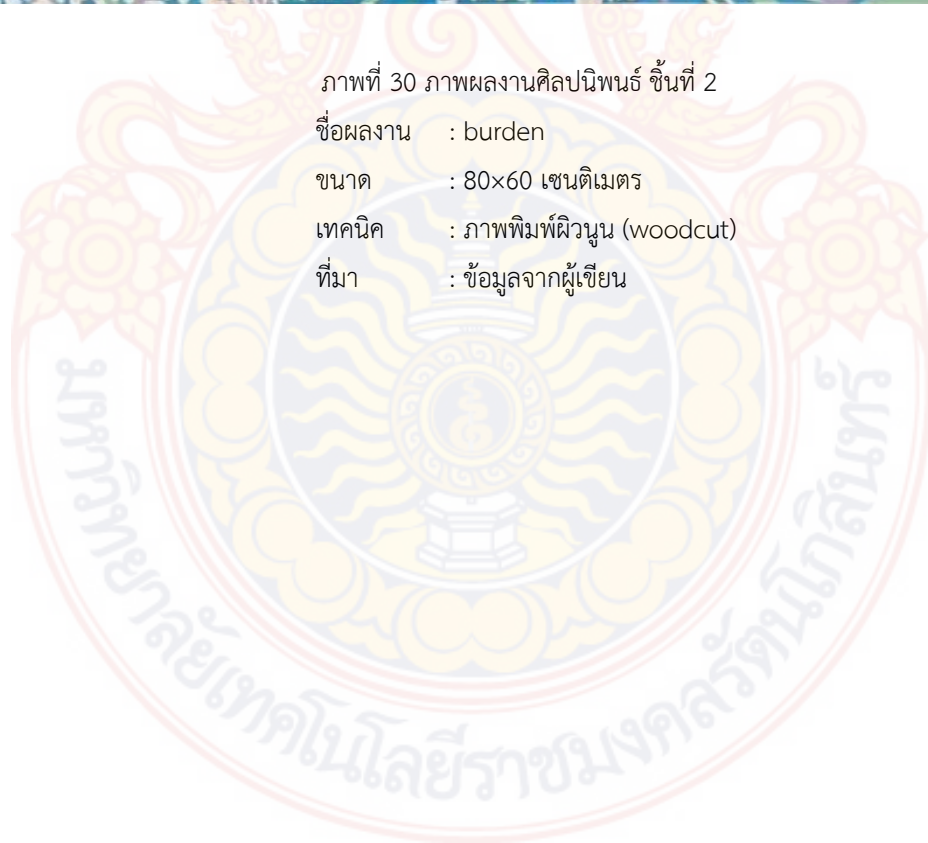 ภาพที่ 30 ภาพผลงานศิลปนิพนธ์ ชิ้นที่ 2
ชื่อผลงาน : burden
ขนาด : 80×60 เซนติเมตร
เทคนิค : ภาพพิมพ์ผิวนูน (woodcut)
ที่มา : ข้อมูลจากผู้เขียน
มหาวิทยาลัยเทคโนโลยีราชมงคลรัตนโกสินทร์